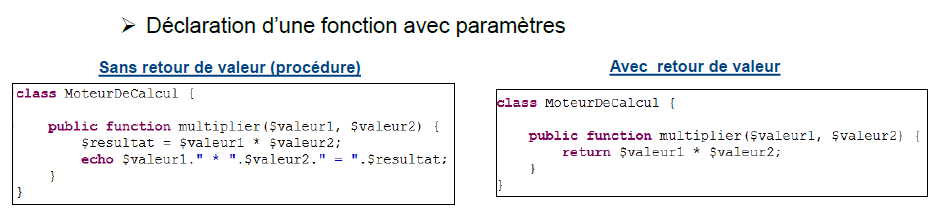 ➢ Déclaration d'une fonction avec paramètres
Sans retour de valeur (procédure)
class MoteurDeCalcul {
public function multiplier($valeur1, $valeur2) {
$resultat = $valeur1 * $valeur2;
echo $valeur1." * ".$valeur2." = ".$resultat;
}
}
Avec retour de valeur
class MoteurDeCalcul {
public function multiplier($valeur1, $valeur2) {
return $valeur1 * $valeur2;
}
}